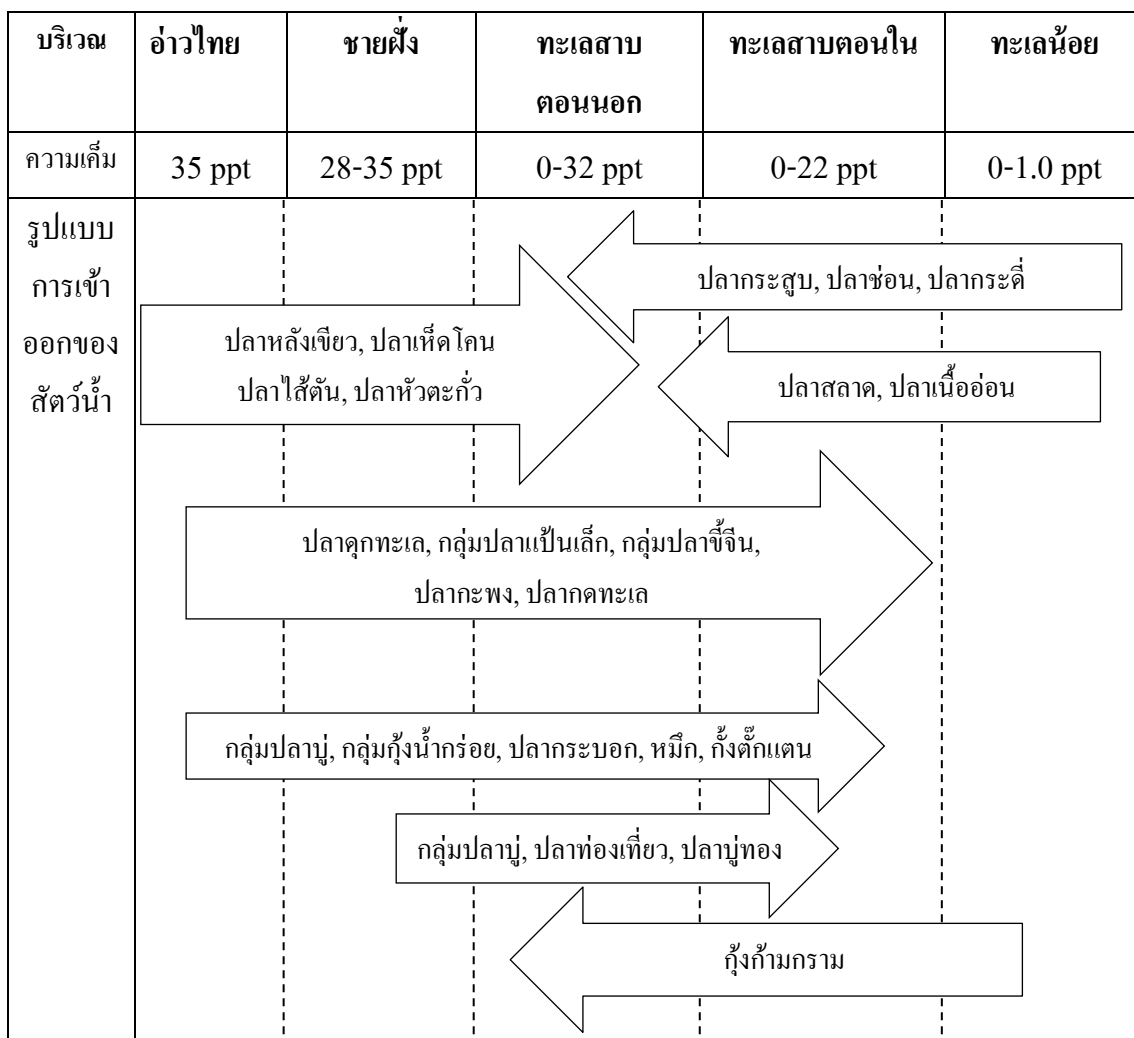 บริเวณ อ่าวไทย ชายฝั่ง ทะเลสาบ ทะเลสาบตอนใน ทะเลน้อย
ตอนนอก
ความเค็ม 35 ppt 28-35 ppt 0-32 ppt 0-22 ppt 0-1.0 ppt
รูปแบบ
การเข้า
ออกของ
สัตว์น้ำ
ปลากระสูบ, ปลาช่อน, ปลากระดี่
ปลาหลังเขียว, ปลาเห็ดโคน
ปลาไส้ตัน, ปลาหัวตะกั่ว
ปลาสลาด, ปลาเนื้ออ่อน
ปลาดุกทะเล, กลุ่มปลาแป้นเล็ก, กลุ่มปลาขี้จีน,
ปลากะพง, ปลากดทะเล
กลุ่มปลาบู่, กลุ่มกุ้งน้ำกร่อย, ปลากระบอก, หมึก, กั้งตั๊กแตน
กลุ่มปลาบู่, ปลาท่องเที่ยว, ปลาบู่ทอง
กุ้งก้ามกราม